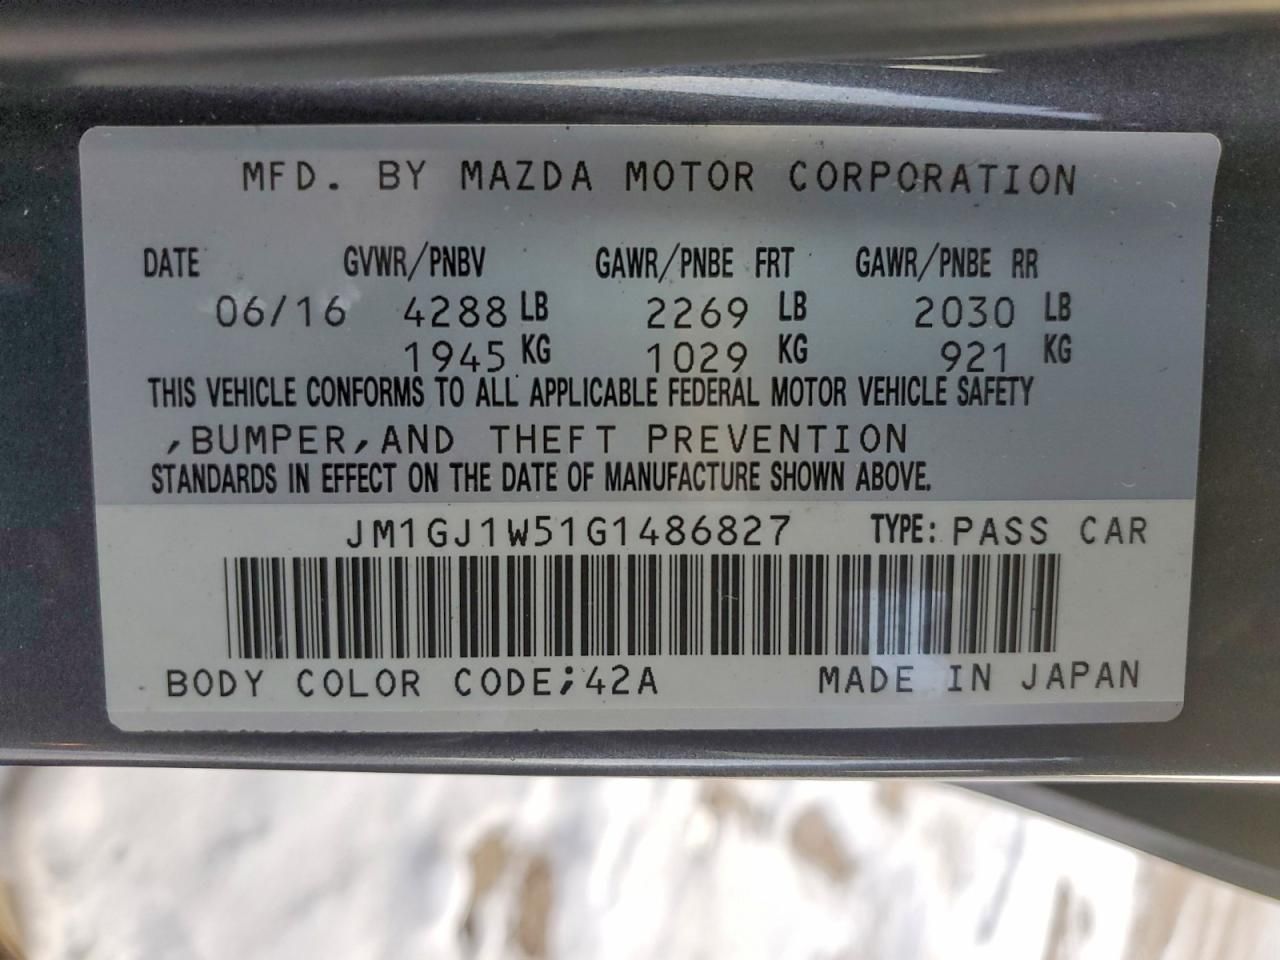 MFD. BY MAZDA MOTOR CORPORATION
DATE GVWR/PNBV GAWR/PNBE FRT GAWR/PNBE RR
06/16 4288 LB 2269 LB 2030 LB
1945 KG 1029 KG 921 KG
THIS VEHICLE CONFORMS TO ALL APPLICABLE FEDERAL MOTOR VEHICLE SAFETY
,BUMPER,AND THEFT PREVENTION
STANDARDS IN EFFECT ON THE DATE OF MANUFACTURE SHOWN ABOVE.
JM1GJ1W51G1486827 TYPE: PASS CAR
BODY COLOR CODE;42A MADE IN JAPAN